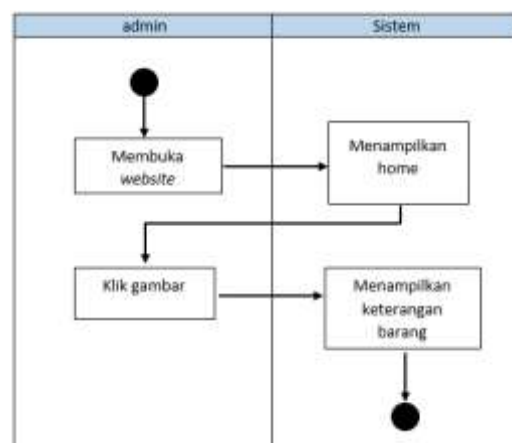 admin
Sistem
Membuka
website
Menampilkan
home
Klik gambar
Menampilkan
keterangan
barang